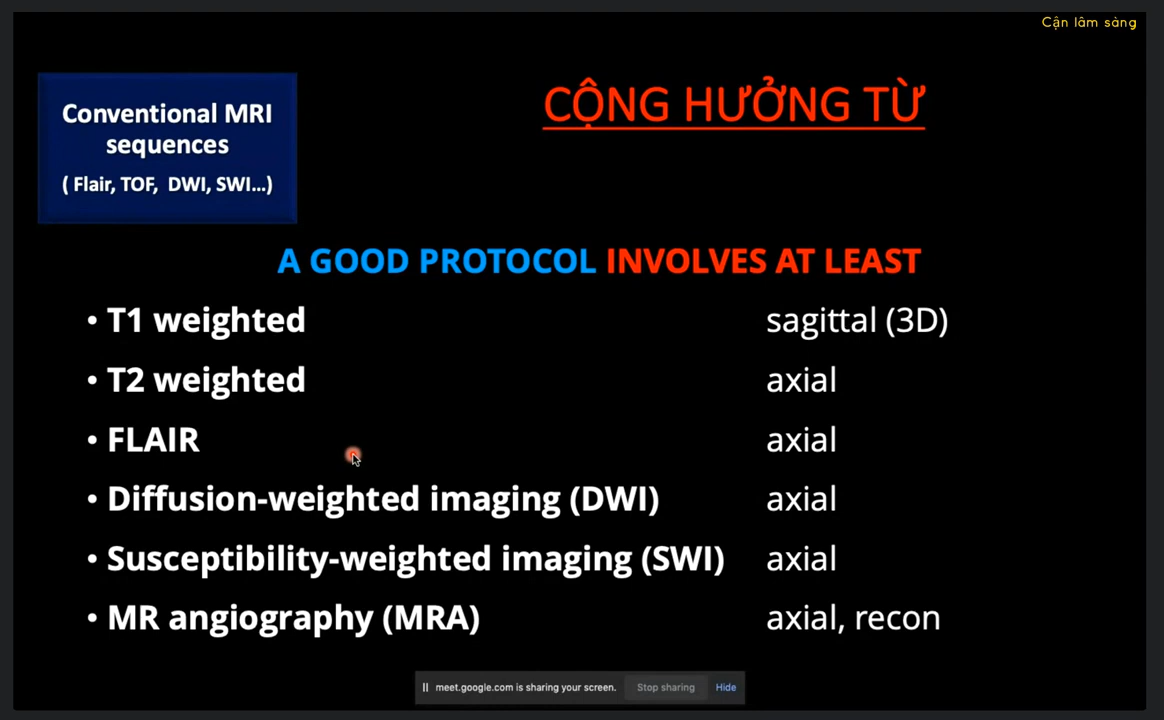 Cận lâm sàng
Conventional MRI
sequences
( Flair, TOF, DWI, SWI...)
CỘNG HƯỞNG TỪ
A GOOD PROTOCOL INVOLVES AT LEAST
• T1 weighted sagittal (3D)
• T2 weighted axial
• FLAIR axial
• Diffusion-weighted imaging (DWI) axial
• Susceptibility-weighted imaging (SWI) axial
• MR angiography (MRA) axial, recon
meet.google.com is sharing your screen. Stop sharing Hide